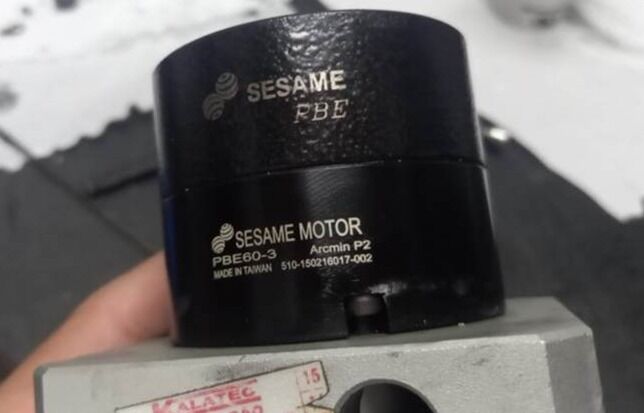 SESAME
PBE
SESAME MOTOR
PBE60-3 Arcmin P2
MADE IN TAIWAN 510-150216017-002
KALATEC
15